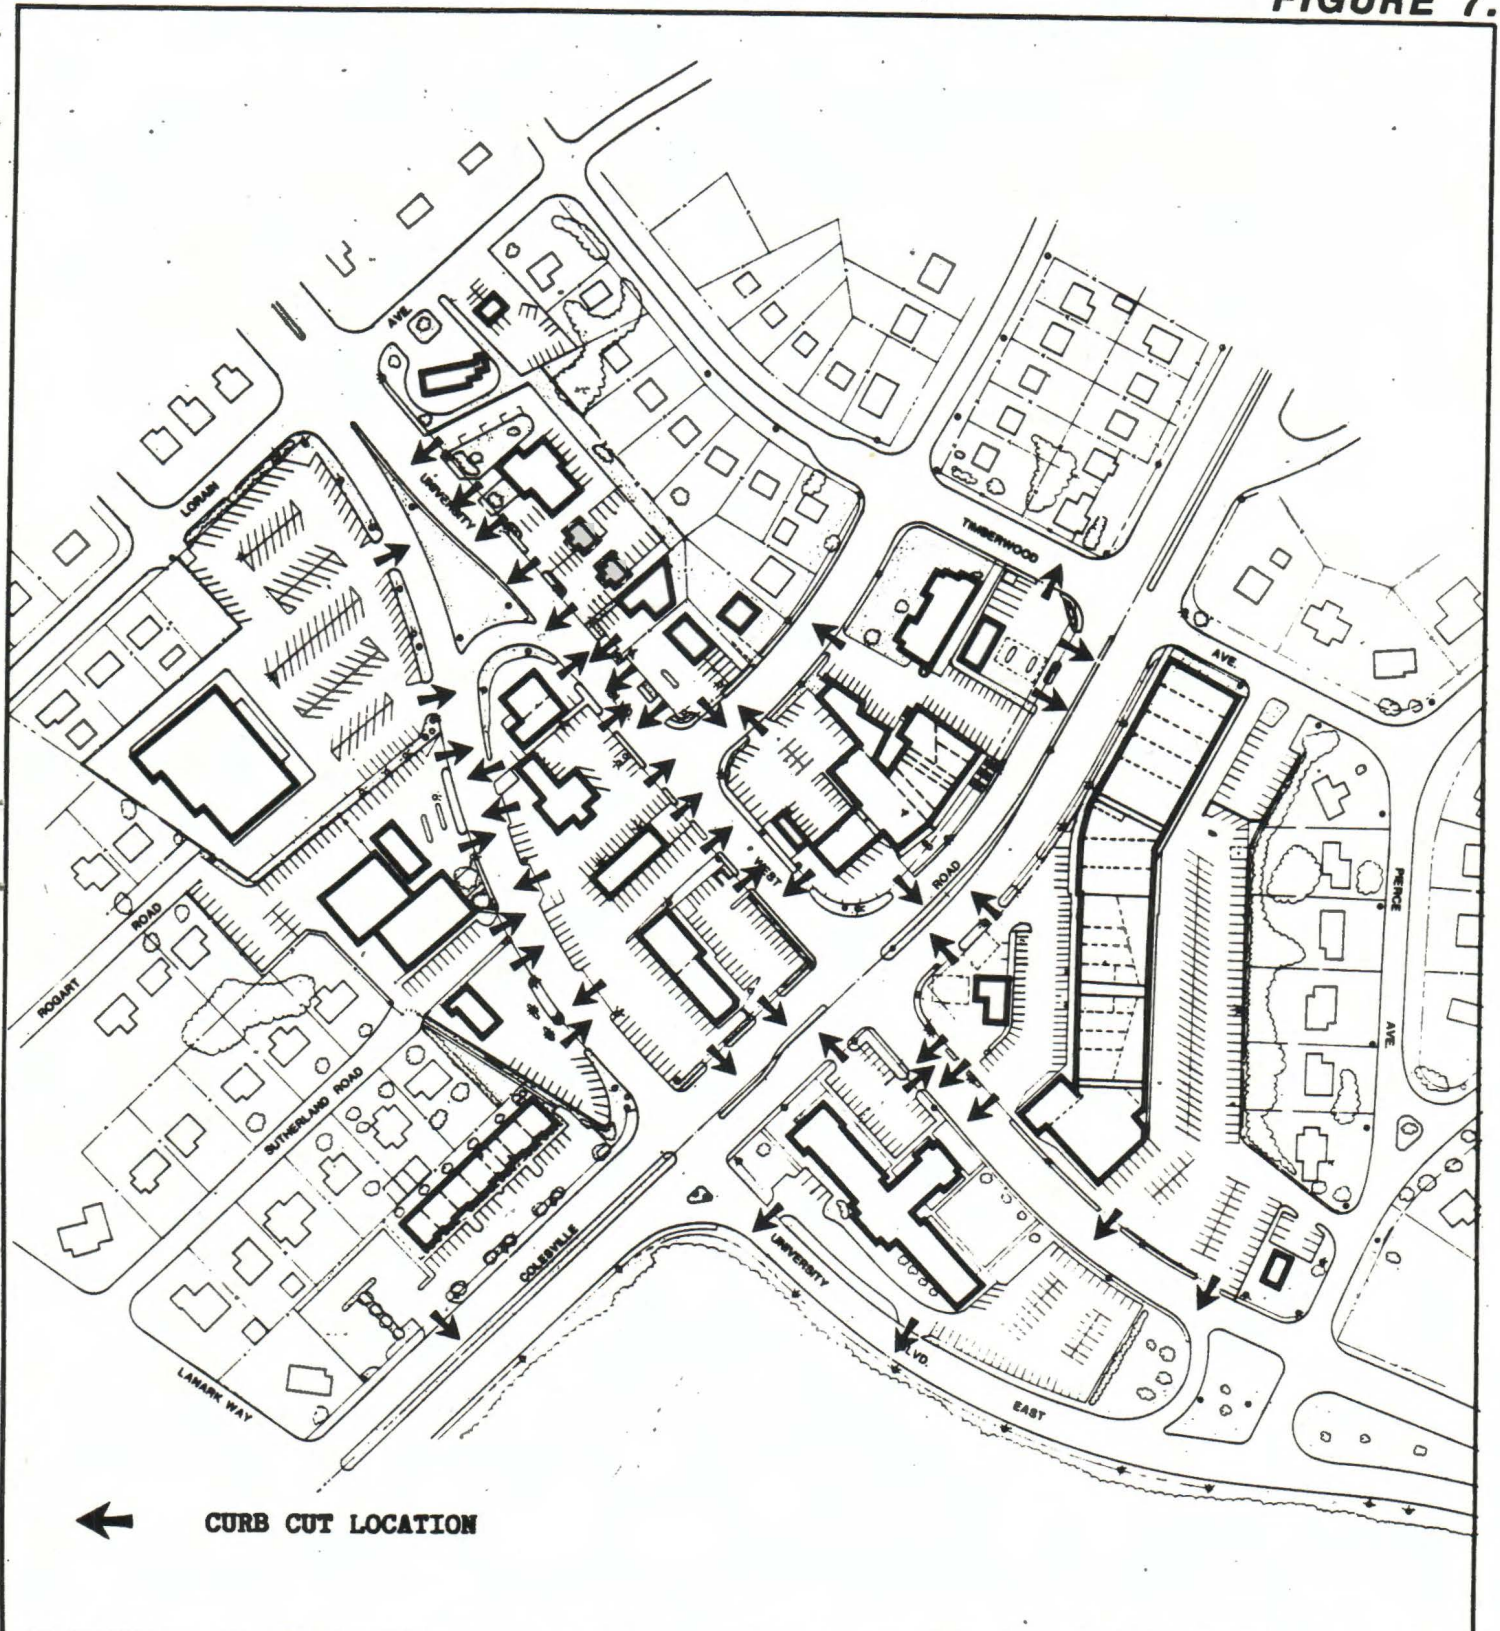 FIGURE 7.
AVE.
LORAIN
UNIVERSITY
TIMBERWOOD
AVE.
WEST
ROAD
PIERCE
AVE.
ROAD
ROGART
SUTHERLAND ROAD
COLESVILLE
UNIVERSITY
BLVD.
EAST
LANARK WAY
CURB CUT LOCATION